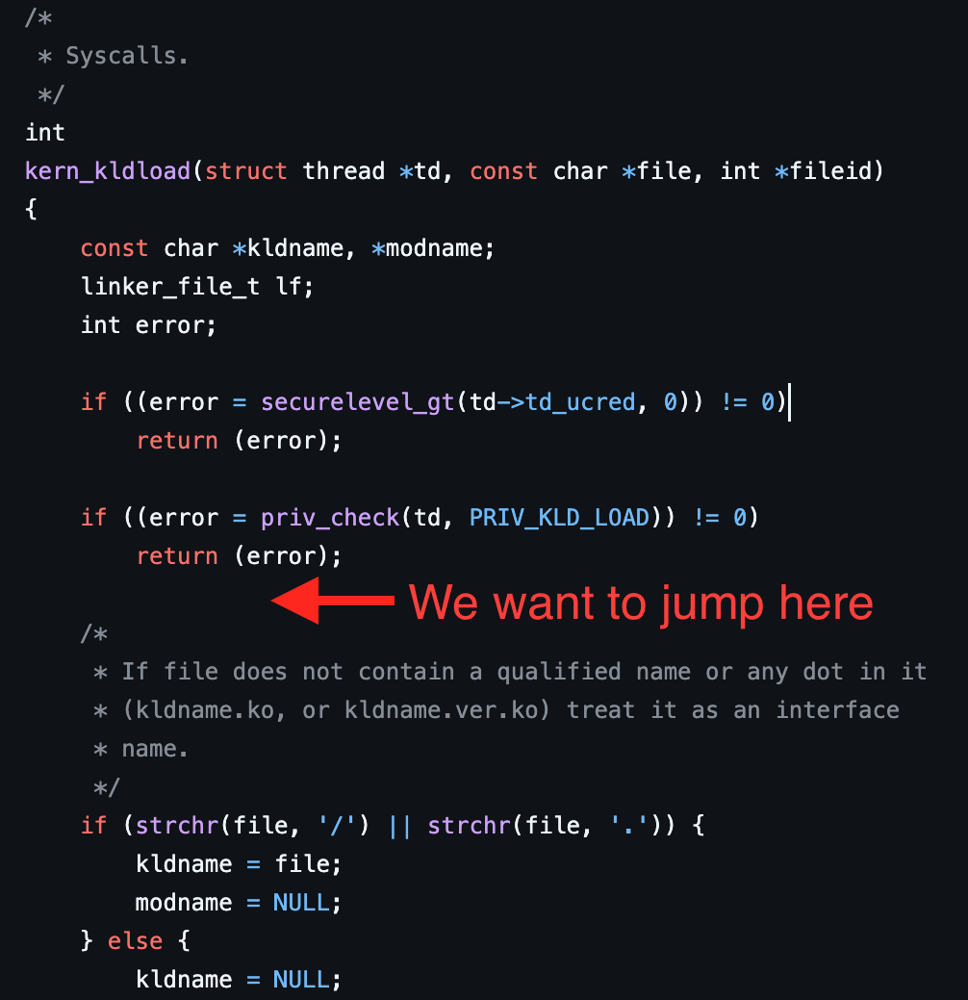 /*
 * Syscalls.
 */
int
kern_kldload(struct thread *td, const char *file, int *fileid)
{
    const char *kldname, *modname;
    linker_file_t lf;
    int error;

    if ((error = securelevel_gt(td->td_ucred, 0)) != 0)
        return (error);

    if ((error = priv_check(td, PRIV_KLD_LOAD)) != 0)
        return (error);
We want to jump here
    /*
     * If file does not contain a qualified name or any dot in it
     * (kldname.ko, or kldname.ver.ko) treat it as an interface
     * name.
     */
    if (strchr(file, '/') || strchr(file, '.')) {
        kldname = file;
        modname = NULL;
    } else {
        kldname = NULL;